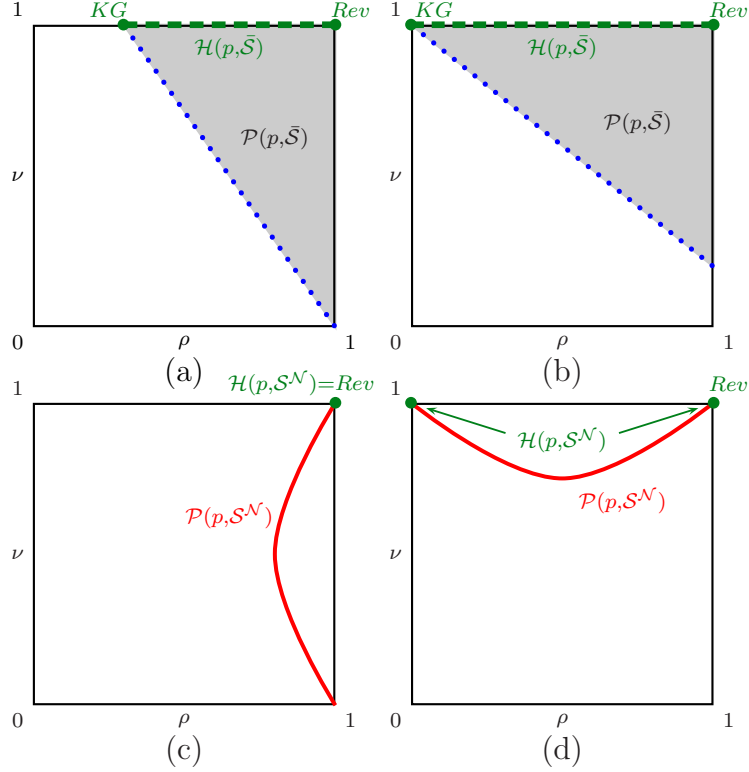 1 KG Rev 1 KG Rev
H(p,S̄) H(p,S̄)
P(p,S̄) P(p,S̄)
ν ν
0 ρ 1 0 ρ 1
(a) (b)
H(p,S^N)=Rev Rev
1 1
H(p,S^N)
P(p,S^N) P(p,S^N)
ν ν
0 ρ 1 0 ρ 1
(c) (d)